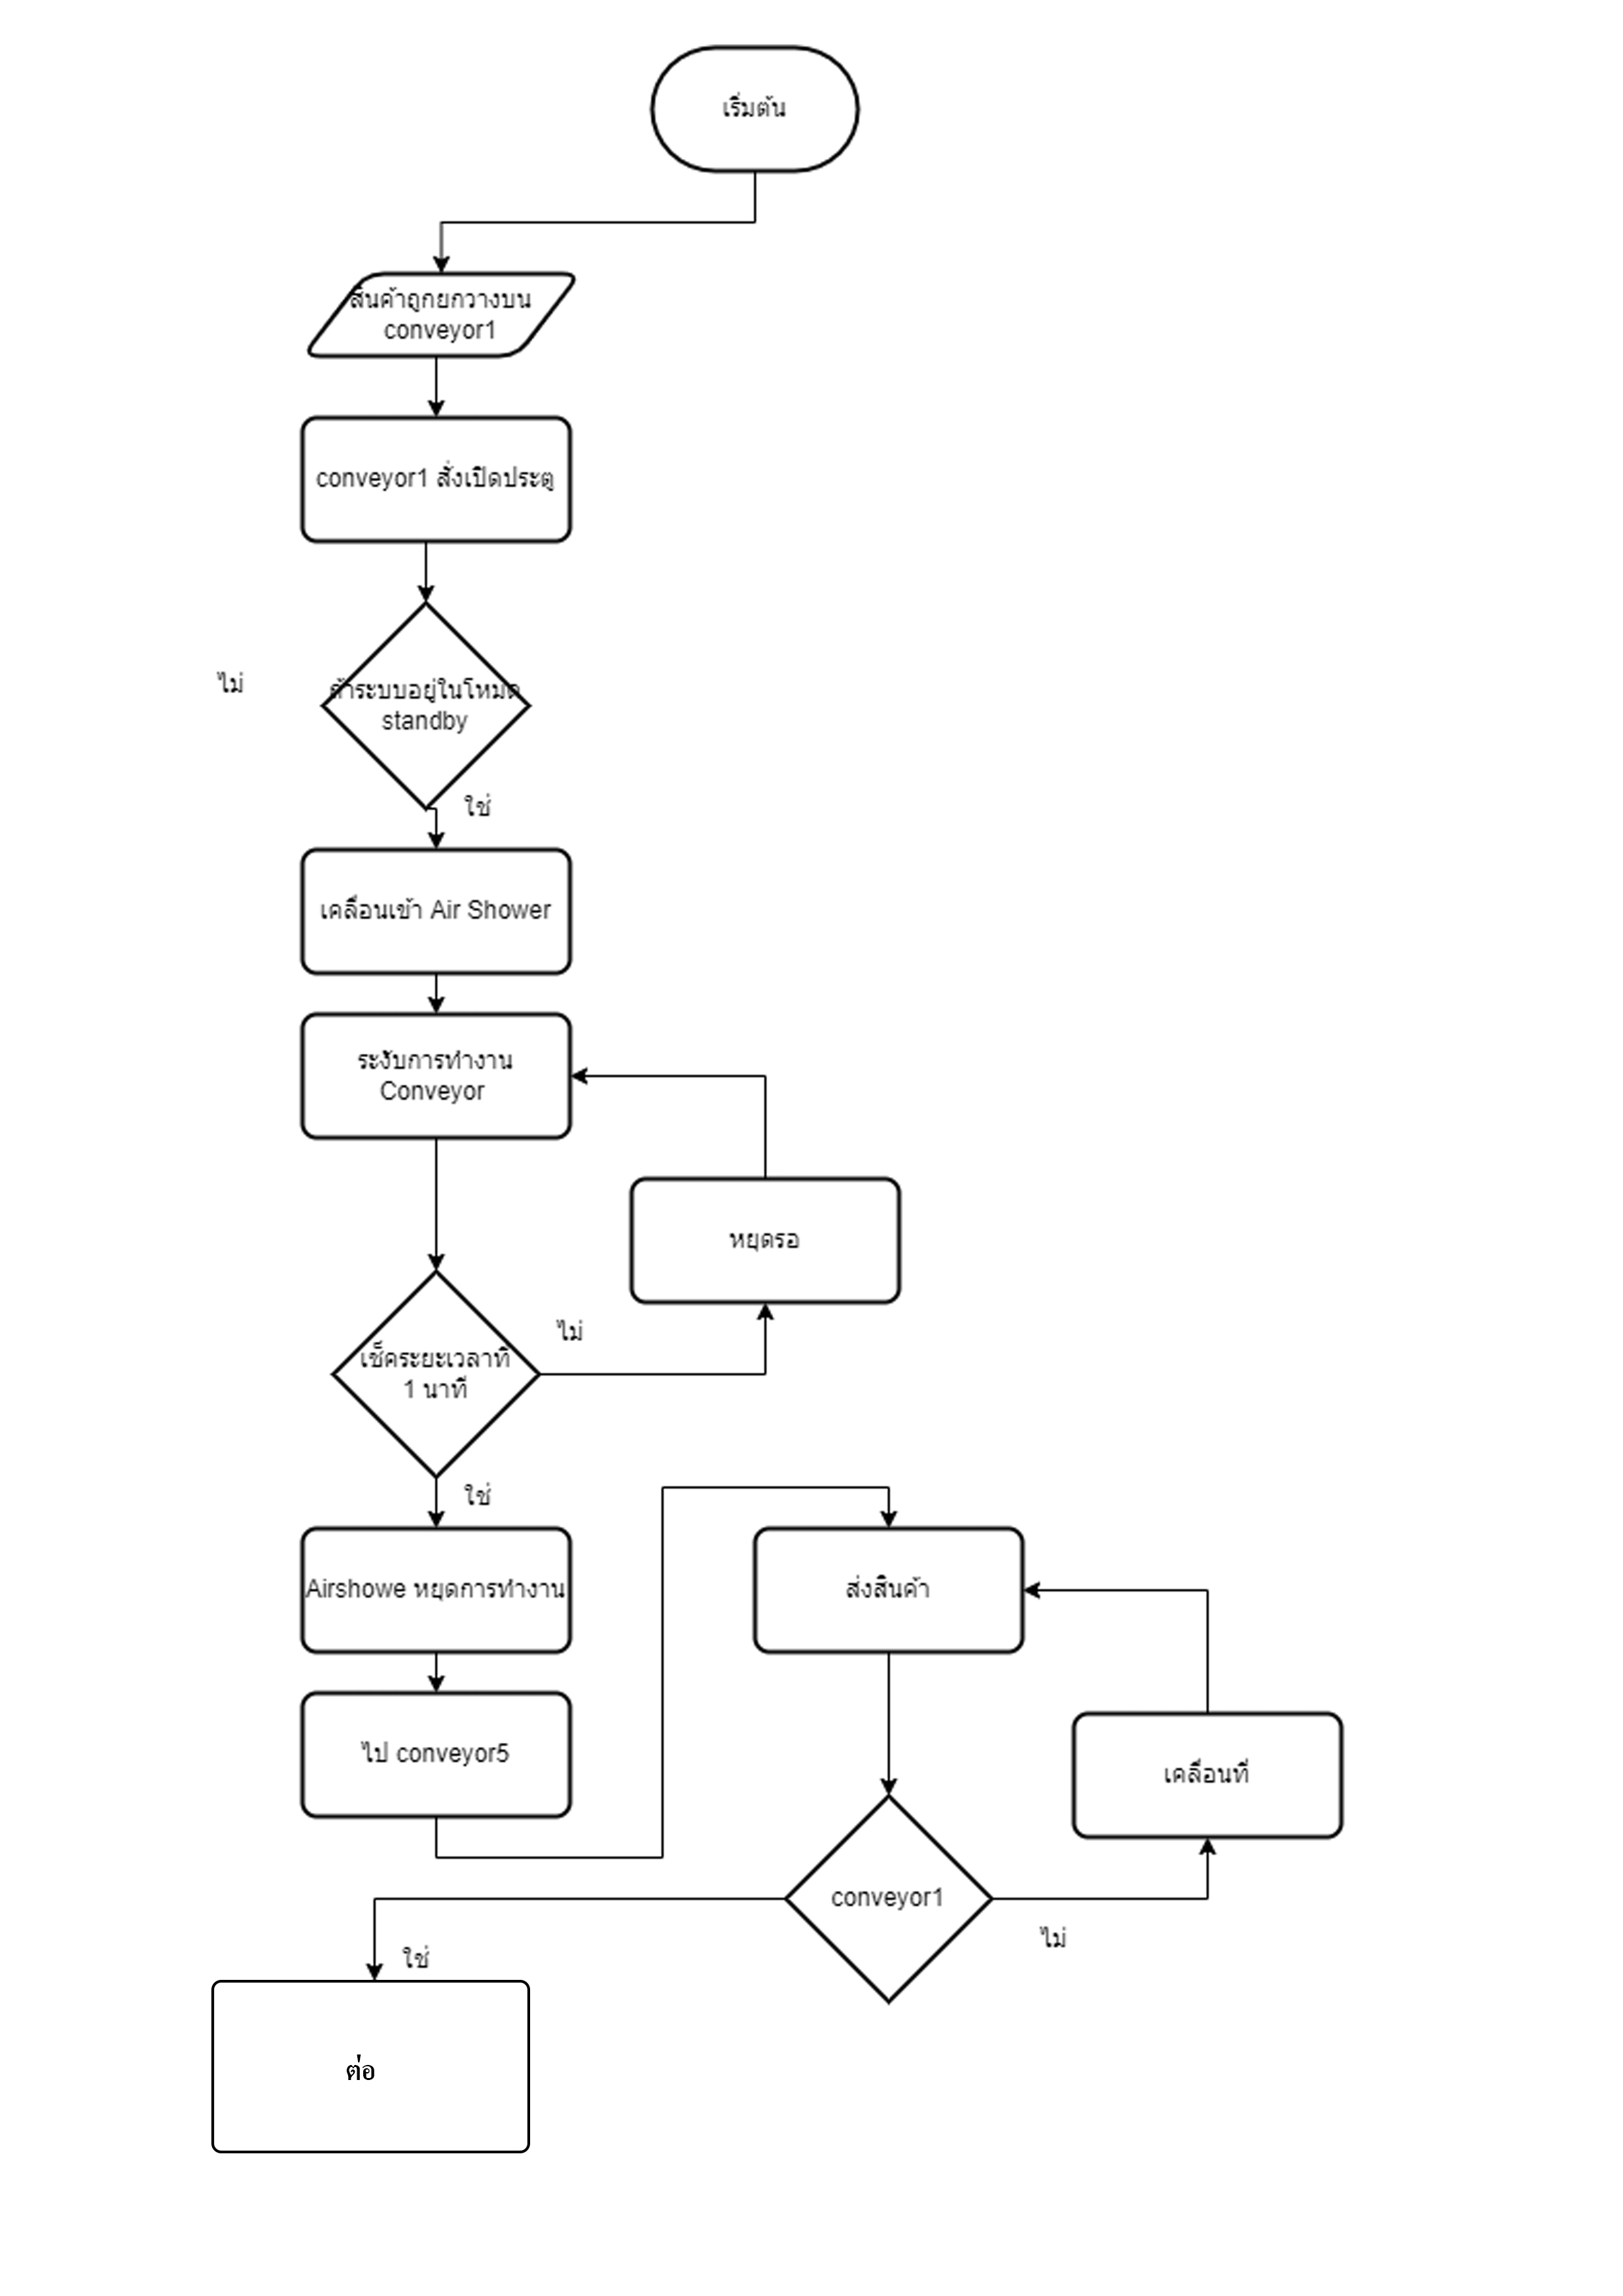 เริ่มต้น
สินค้าถูกยกวางบน
conveyor1
conveyor1 สั่งเปิดประตู
ไม่
ถ้าระบบอยู่ในโหมด
standby
ใช่
เคลื่อนเข้า Air Shower
ระงับการทำงาน
Conveyor
หยุดรอ
ไม่
เช็คระยะเวลาที่
1 นาที
ใช่
Airshowe หยุดการทำงาน
ส่งสินค้า
ไป conveyor5
เคลื่อนที่
conveyor1
ไม่
ใช่
ต่อ